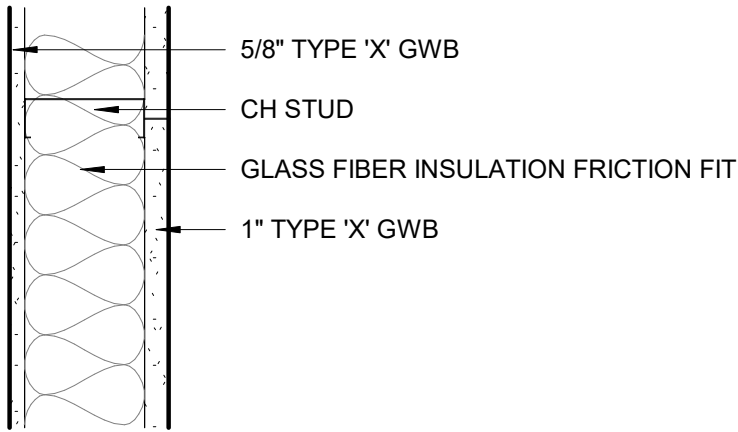 5/8" TYPE 'X' GWB
CH STUD
GLASS FIBER INSULATION FRICTION FIT
1" TYPE 'X' GWB